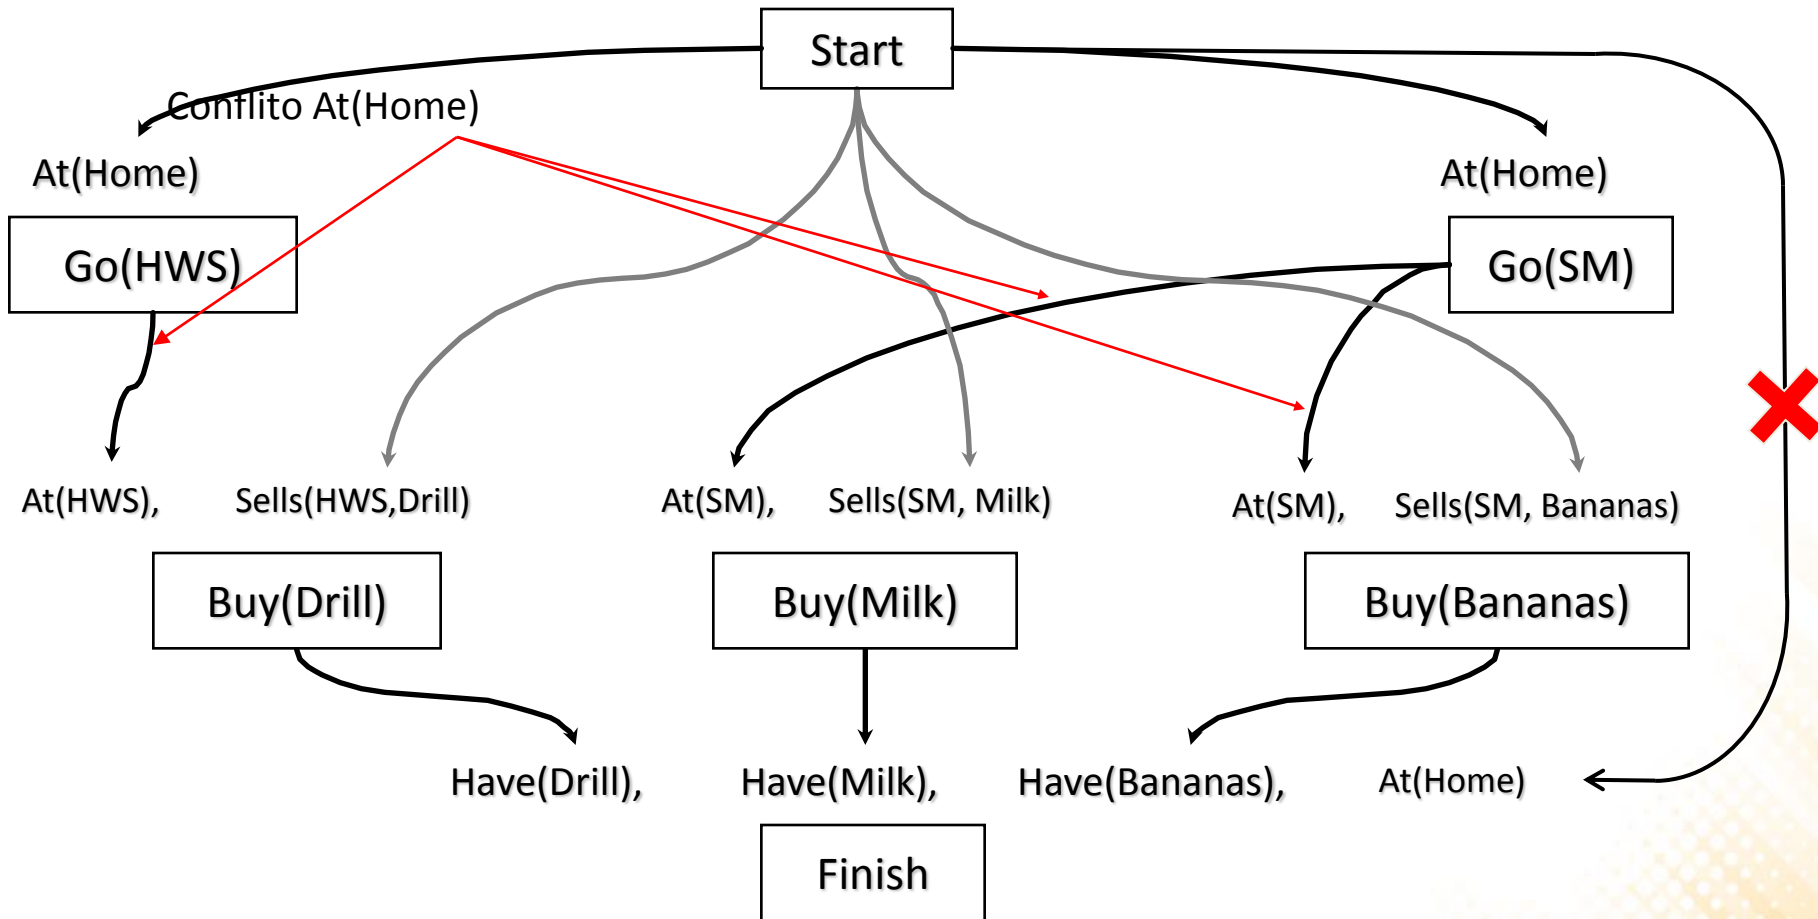 Start
Conflito At(Home)
At(Home)
At(Home)
Go(HWS)
Go(SM)
At(HWS),
Sells(HWS,Drill)
At(SM),
Sells(SM, Milk)
At(SM),
Sells(SM, Bananas)
Buy(Drill)
Buy(Milk)
Buy(Bananas)
Have(Drill),
Have(Milk),
Have(Bananas),
At(Home)
Finish